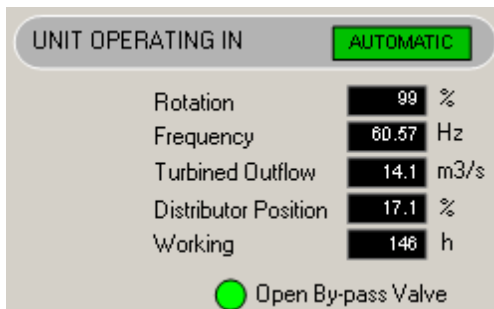 UNIT OPERATING IN AUTOMATIC
Rotation 99 %
Frequency 60.57 Hz
Turbined Outflow 14.1 m3/s
Distributor Position 17.1 %
Working 146 h
Open By-pass Valve